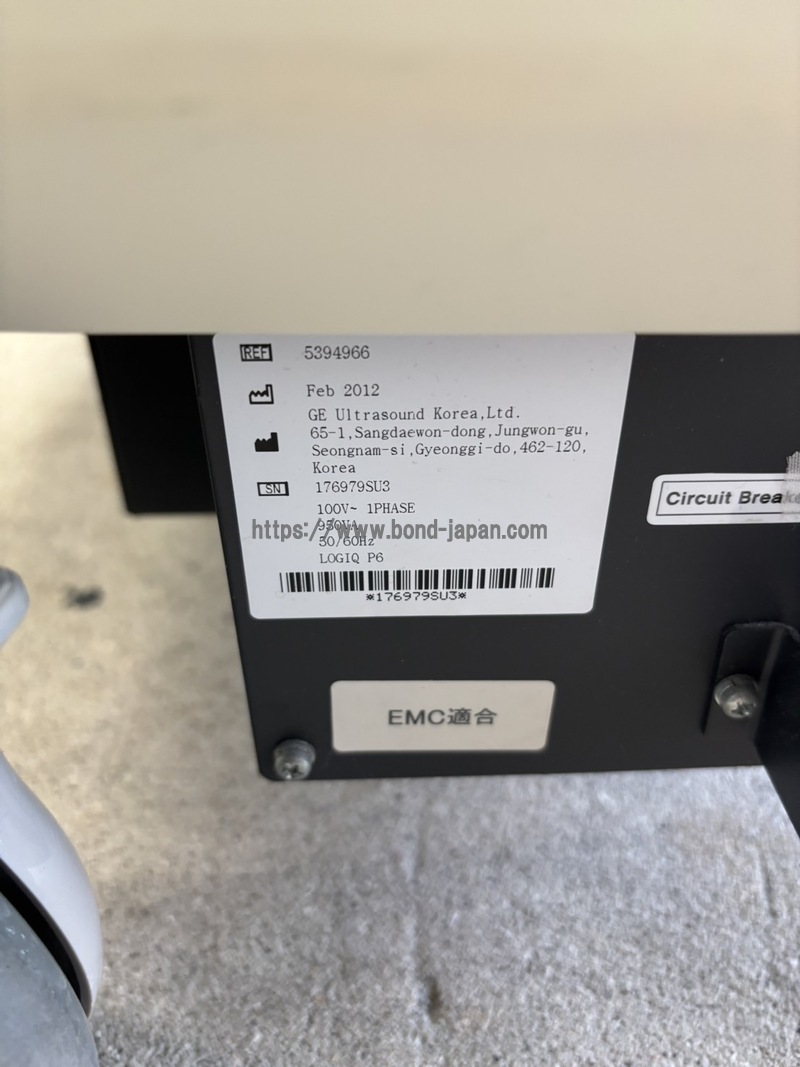 REF 5394966
Feb 2012
GE Ultrasound Korea,Ltd.
65-1,Sangdaewon-dong,Jungwon-gu,
Seongnam-si,Gyeonggi-do,462-120,
Korea
SN 176979SU3
100V~ 1PHASE
950VA
https://www.bond-japan.com
50/60Hz
LOGIQ P6
*176979SU3*
Circuit Breake
EMC適合